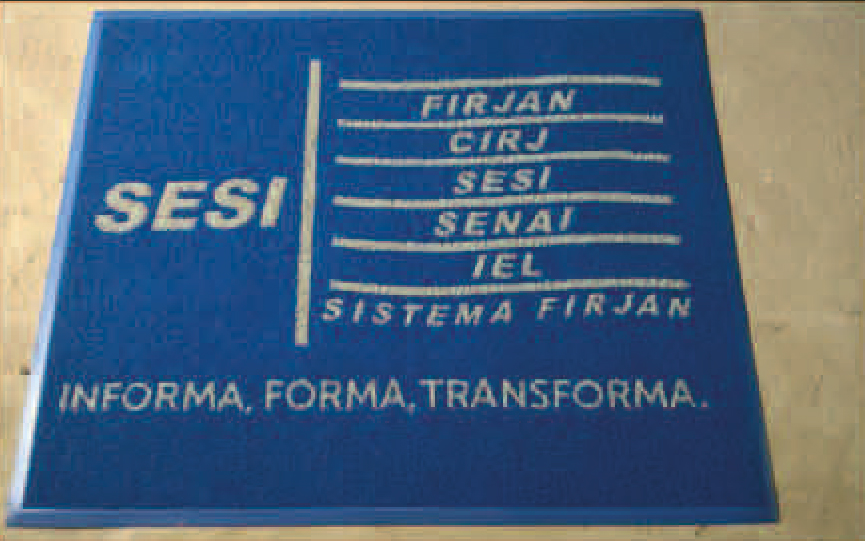 SESI
FIRJAN
CIRJ
SESI
SENAI
IEL
SISTEMA FIRJAN
INFORMA, FORMA, TRANSFORMA.